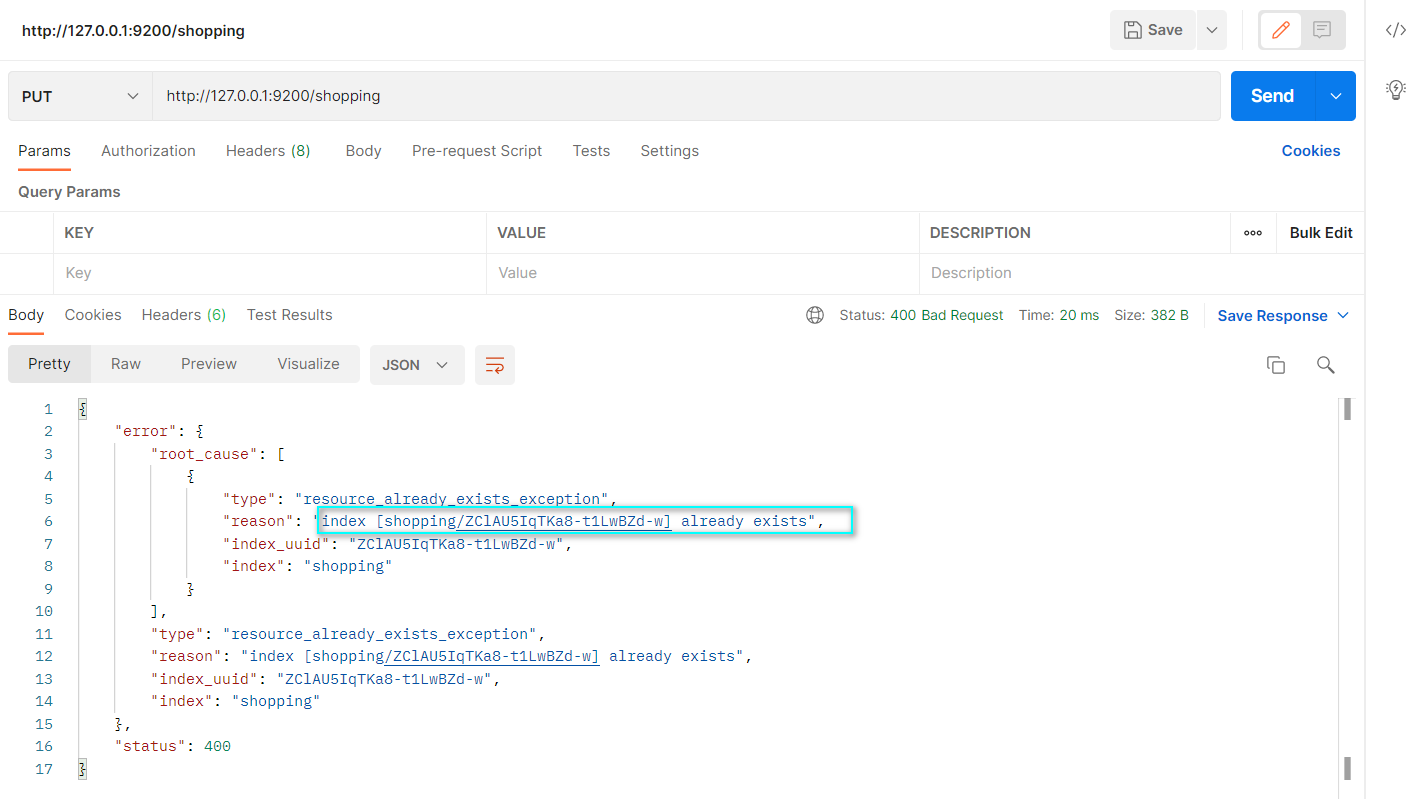 http://127.0.0.1:9200/shopping Save
PUT http://127.0.0.1:9200/shopping Send
Params Authorization Headers (8) Body Pre-request Script Tests Settings Cookies
Query Params
KEY VALUE DESCRIPTION ooo Bulk Edit
Key Value Description
Body Cookies Headers (6) Test Results Status: 400 Bad Request Time: 20 ms Size: 382 B Save Response
Pretty Raw Preview Visualize JSON
1 {
2 "error": {
3 "root_cause": [
4 {
5 "type": "resource_already_exists_exception",
6 "reason": "index [shopping/ZClAU5IqTKa8-t1LwBZd-w] already exists",
7 "index_uuid": "ZClAU5IqTKa8-t1LwBZd-w",
8 "index": "shopping"
9 }
10 ],
11 "type": "resource_already_exists_exception",
12 "reason": "index [shopping/ZClAU5IqTKa8-t1LwBZd-w] already exists",
13 "index_uuid": "ZClAU5IqTKa8-t1LwBZd-w",
14 "index": "shopping"
15 },
16 "status": 400
17 }